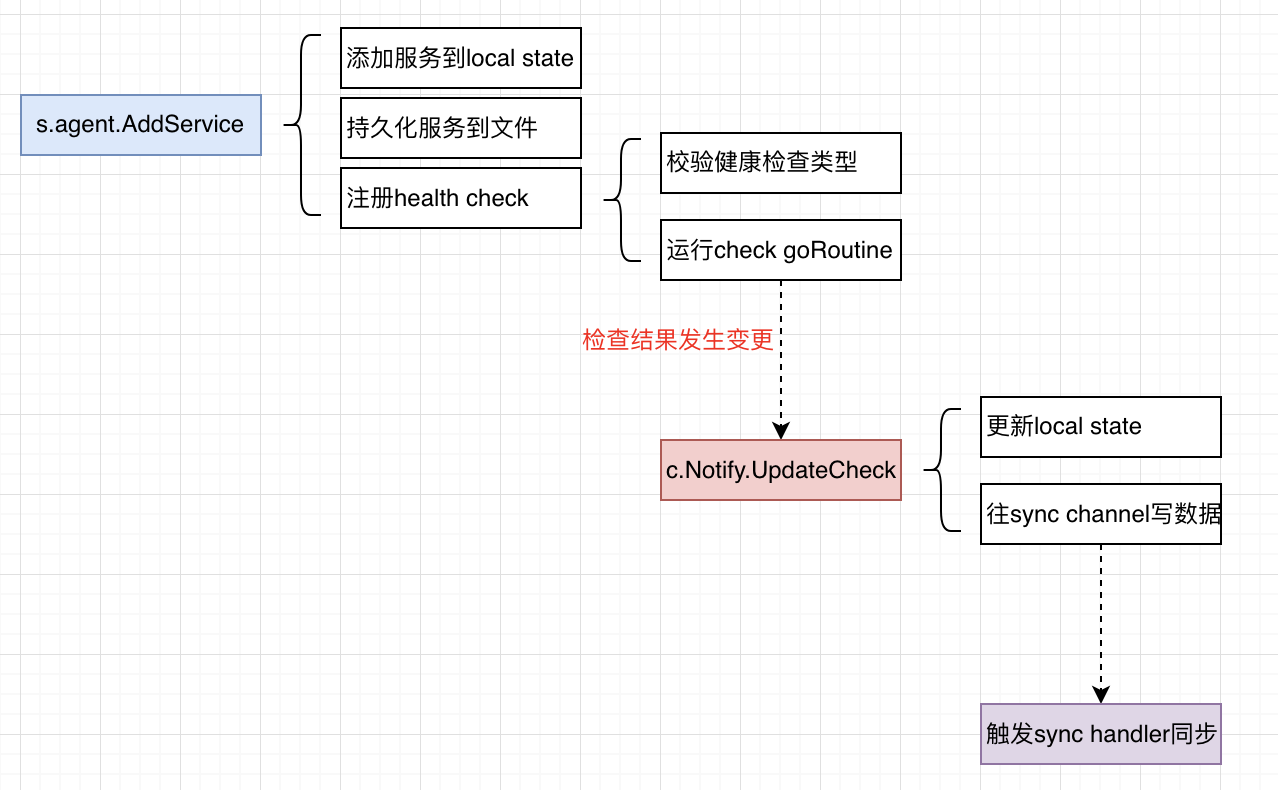 s.agent.AddService
添加服务到local state
持久化服务到文件
注册health check
校验健康检查类型
运行check goRoutine
检查结果发生变更
c.Notify.UpdateCheck
更新local state
往sync channel写数据
触发sync handler同步